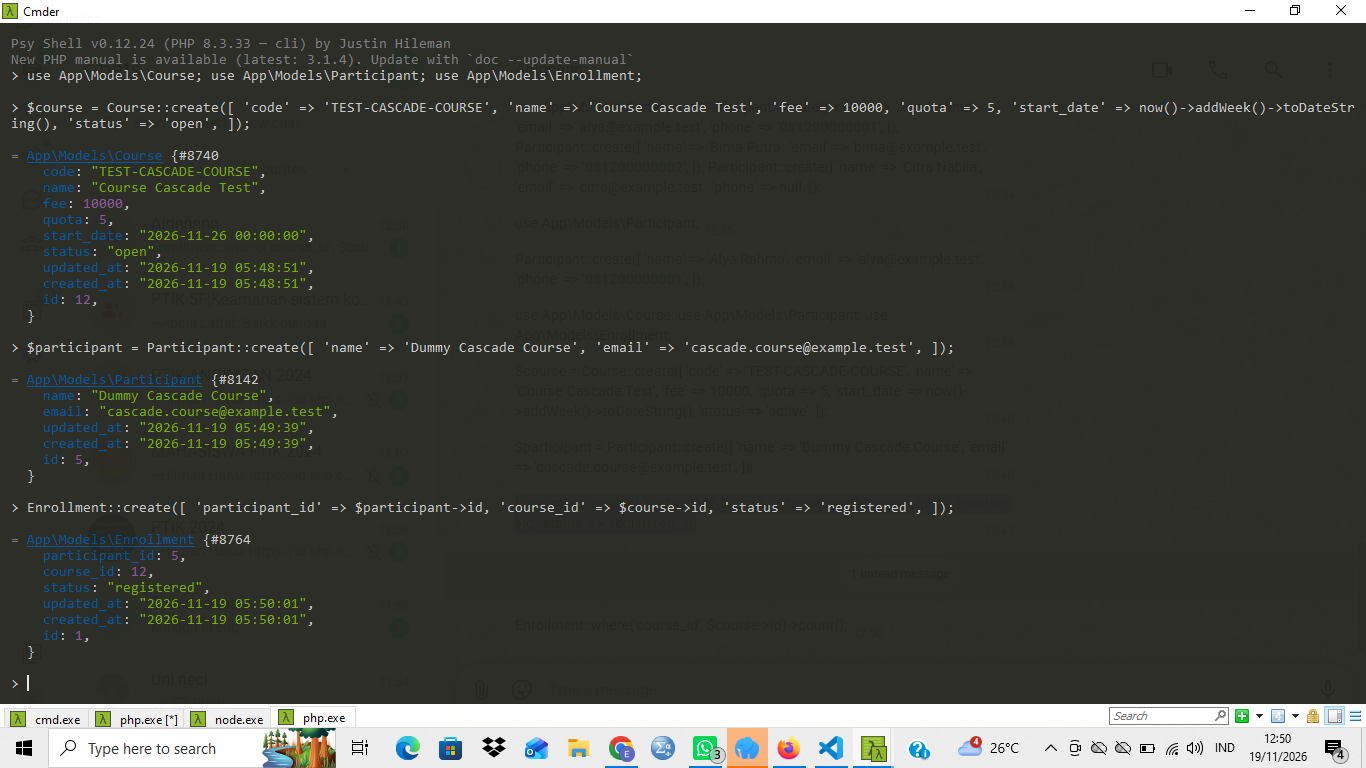 Cmder
Psy Shell v0.12.24 (PHP 8.3.33 — cli) by Justin Hileman
New PHP manual is available (latest: 3.1.4). Update with `doc --update-manual`
> use App\Models\Course; use App\Models\Participant; use App\Models\Enrollment;
> $course = Course::create([ 'code' => 'TEST-CASCADE-COURSE', 'name' => 'Course Cascade Test', 'fee' => 10000, 'quota' => 5, 'start_date' => now()->addWeek()->toDateStr
ing(), 'status' => 'open', ]);
= App\Models\Course {#8740
code: "TEST-CASCADE-COURSE",
name: "Course Cascade Test",
fee: 10000,
quota: 5,
start_date: "2026-11-26 00:00:00",
status: "open",
updated_at: "2026-11-19 05:48:51",
created_at: "2026-11-19 05:48:51",
id: 12,
}
> $participant = Participant::create([ 'name' => 'Dummy Cascade Course', 'email' => 'cascade.course@example.test', ]);
= App\Models\Participant {#8142
name: "Dummy Cascade Course",
email: "cascade.course@example.test",
updated_at: "2026-11-19 05:49:39",
created_at: "2026-11-19 05:49:39",
id: 5,
}
> Enrollment::create([ 'participant_id' => $participant->id, 'course_id' => $course->id, 'status' => 'registered', ]);
= App\Models\Enrollment {#8764
participant_id: 5,
course_id: 12,
status: "registered",
updated_at: "2026-11-19 05:50:01",
created_at: "2026-11-19 05:50:01",
id: 1,
}
>
cmd.exe php.exe [*] node.exe php.exe Search
Type here to search 3 4 26°C IND 12:50
19/11/2026 4